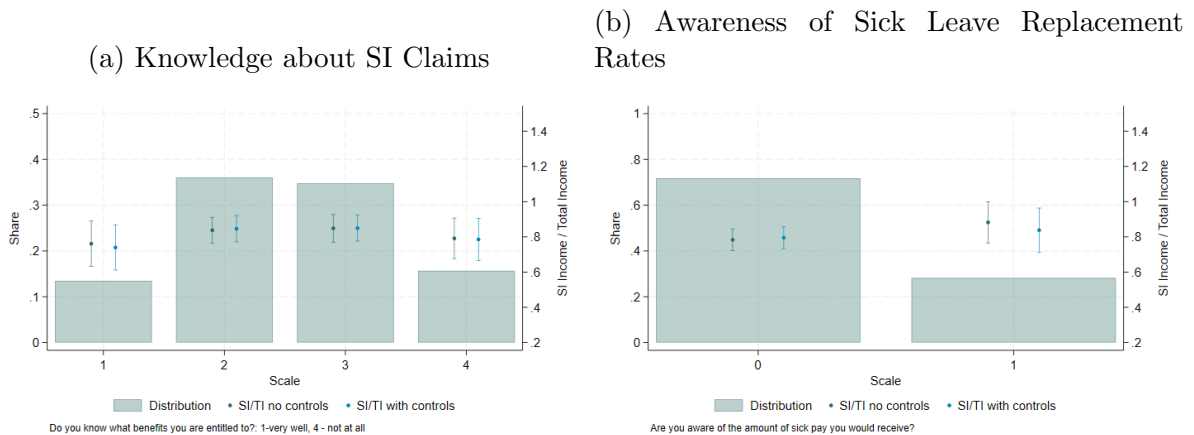 (a) Knowledge about SI Claims
.5
.4
.3
.2
.1
0
Share
1.4
1.2
1
.8
.6
.4
.2
SI Income / Total Income
1 2 3 4
Scale
Distribution SI/TI no controls SI/TI with controls
Do you know what benefits you are entitled to?: 1-very well, 4 - not at all
(b) Awareness of Sick Leave Replacement
Rates
1
.8
.6
.4
.2
0
Share
1.4
1.2
1
.8
.6
.4
.2
SI Income / Total Income
0 1
Scale
Distribution SI/TI no controls SI/TI with controls
Are you aware of the amount of sick pay you would receive?